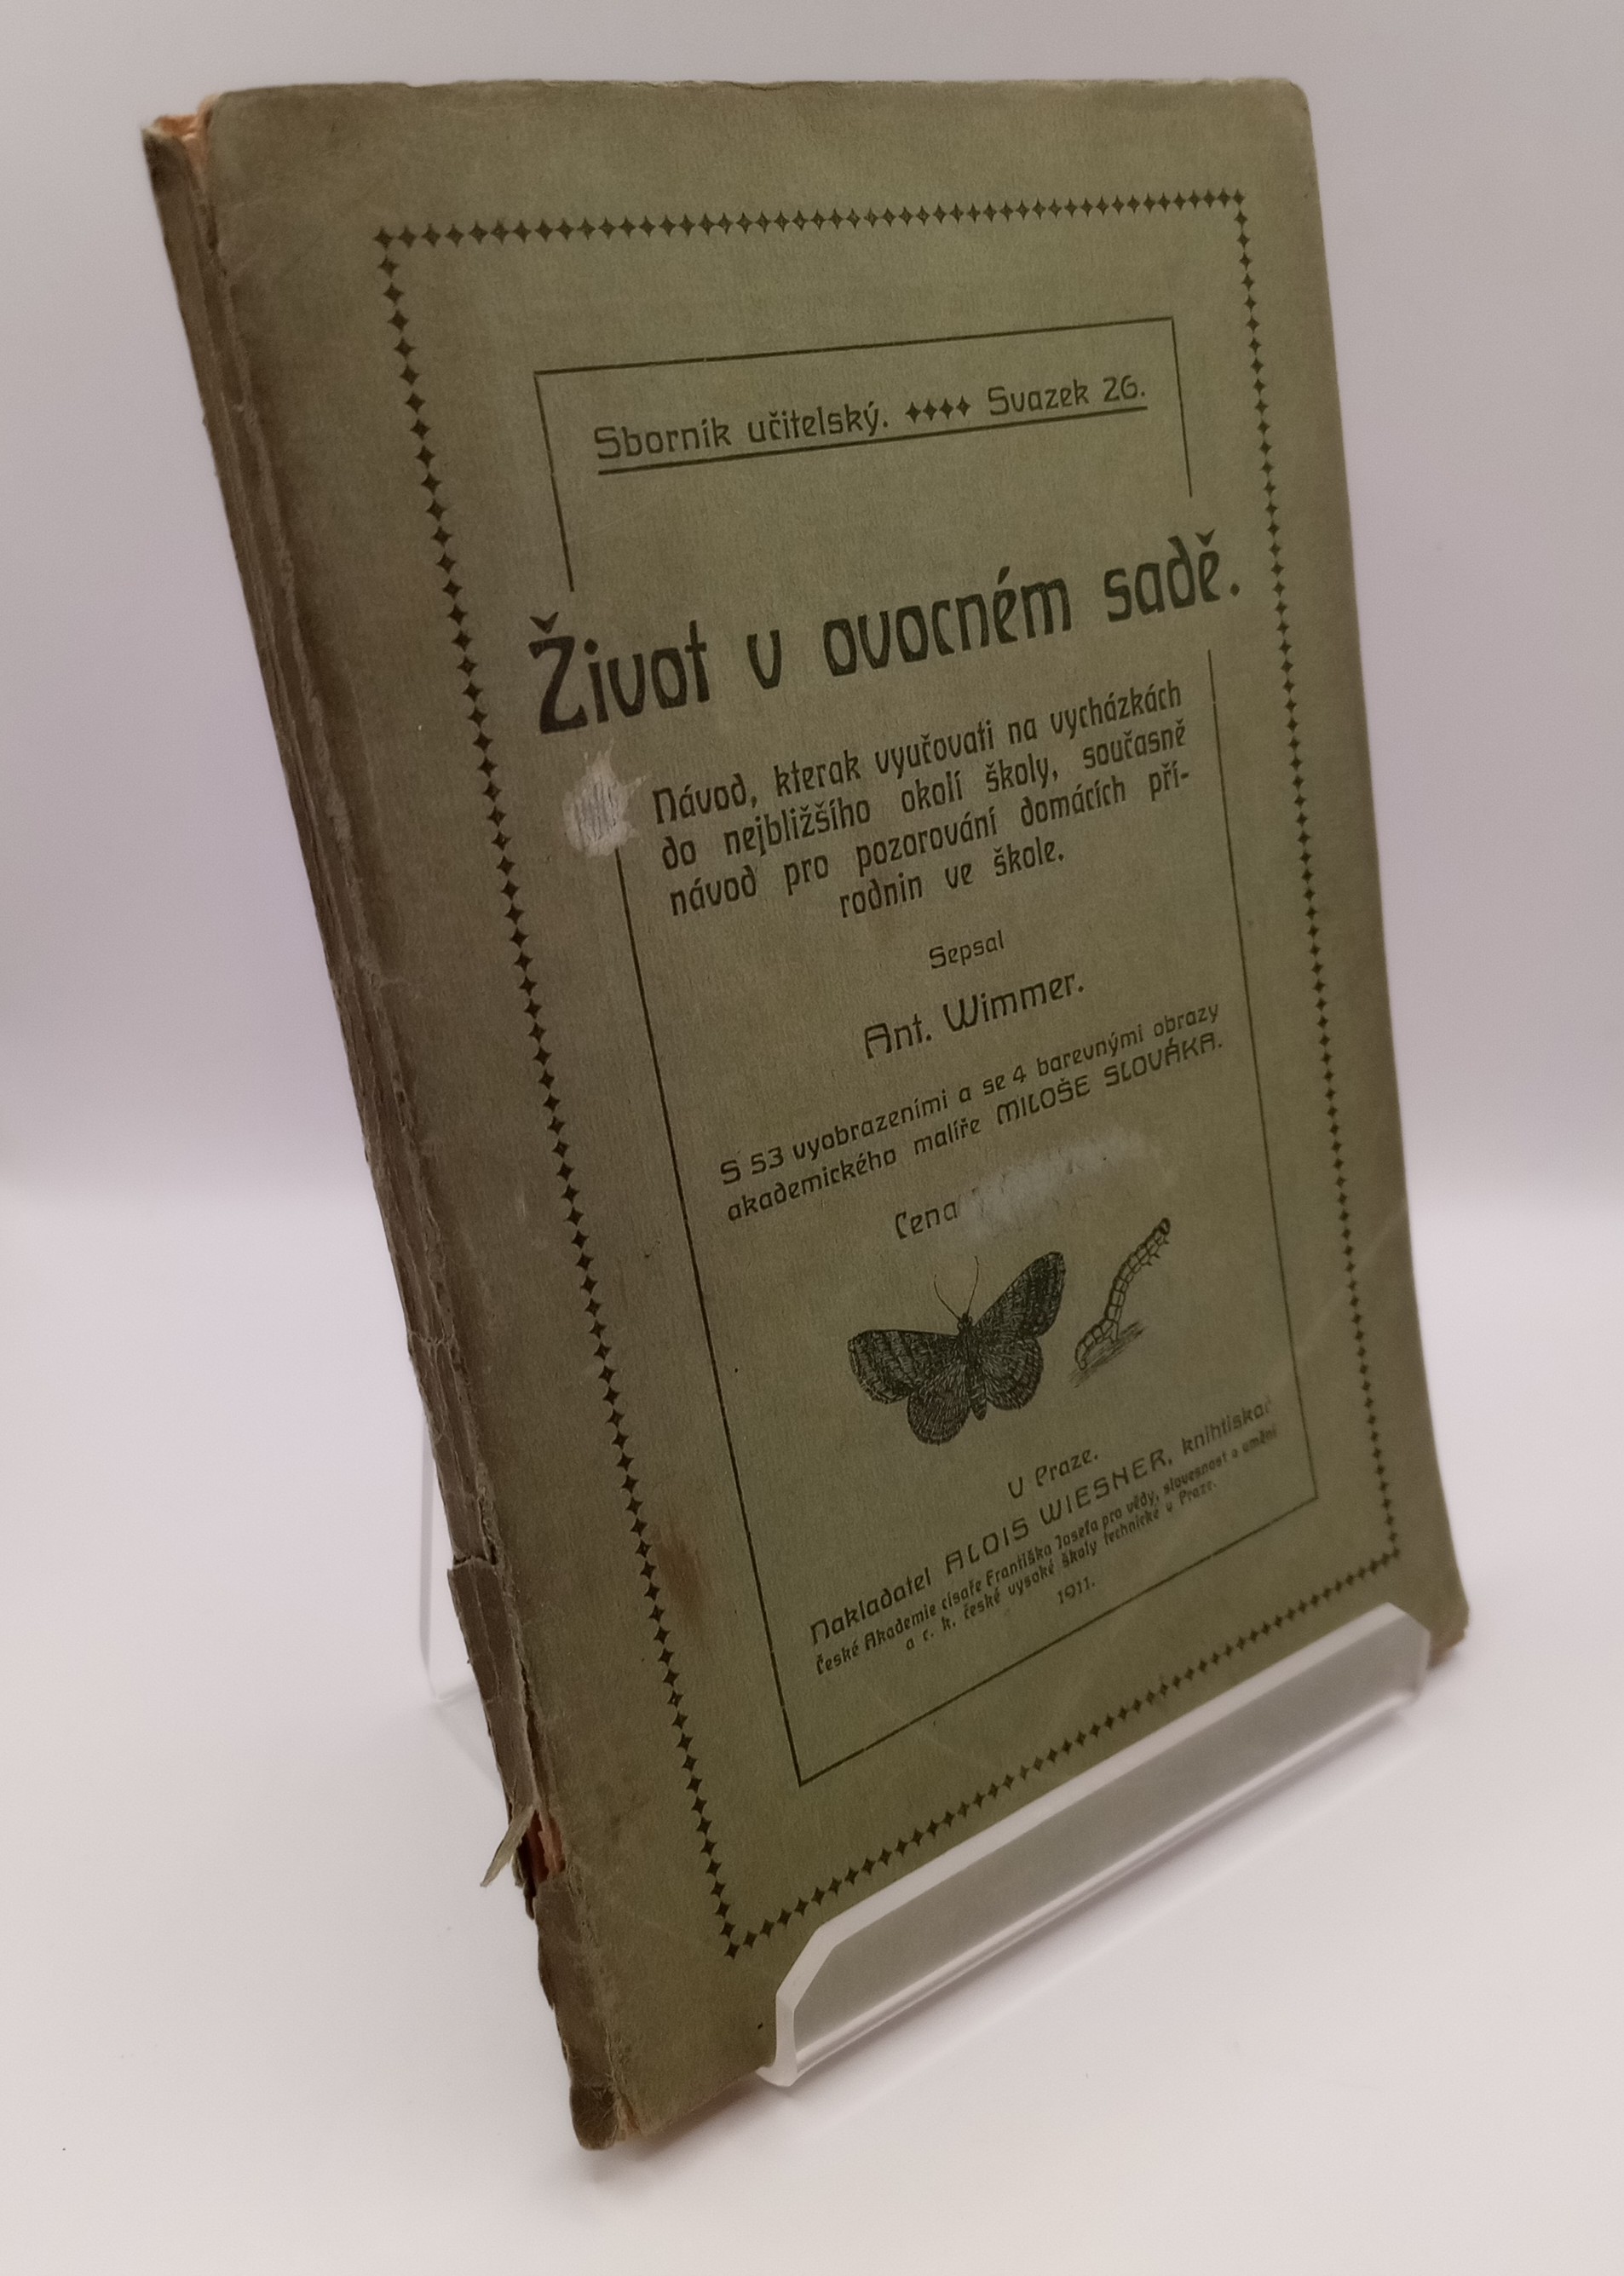 Sborník učitelský. Svazek 26.
Život v ovocném sadě.
Návod, kterak vyučovati na vycházkách
do nejbližšího okolí školy, současně
návod pro pozorování domácích pří-
rodnin ve škole.
Sepsal
Ant. Wimmer.
S 53 vyobrazeními a se 4 barevnými obrazy
akademického malíře MILOŠE SLOVÁKA.
Cena
V Praze.
Nakladatel ALOIS WIESNER, knihtiskař
České Akademie císaře Františka Josefa pro vědy, slovesnost a umění
a c. k. české vysoké školy technické v Praze.
1911.